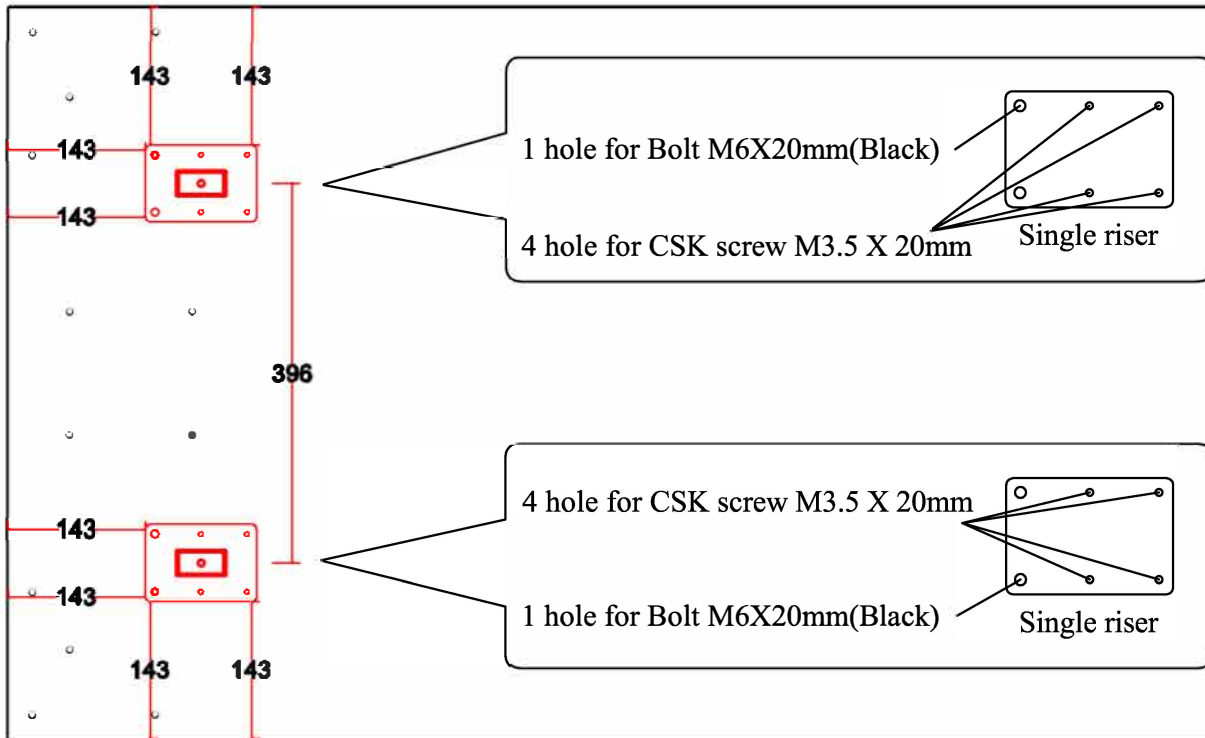 143
143
143
143
1 hole for Bolt M6X20mm(Black)
4 hole for CSK screw M3.5 X 20mm
Single riser
396
143
143
143
143
4 hole for CSK screw M3.5 X 20mm
1 hole for Bolt M6X20mm(Black)
Single riser